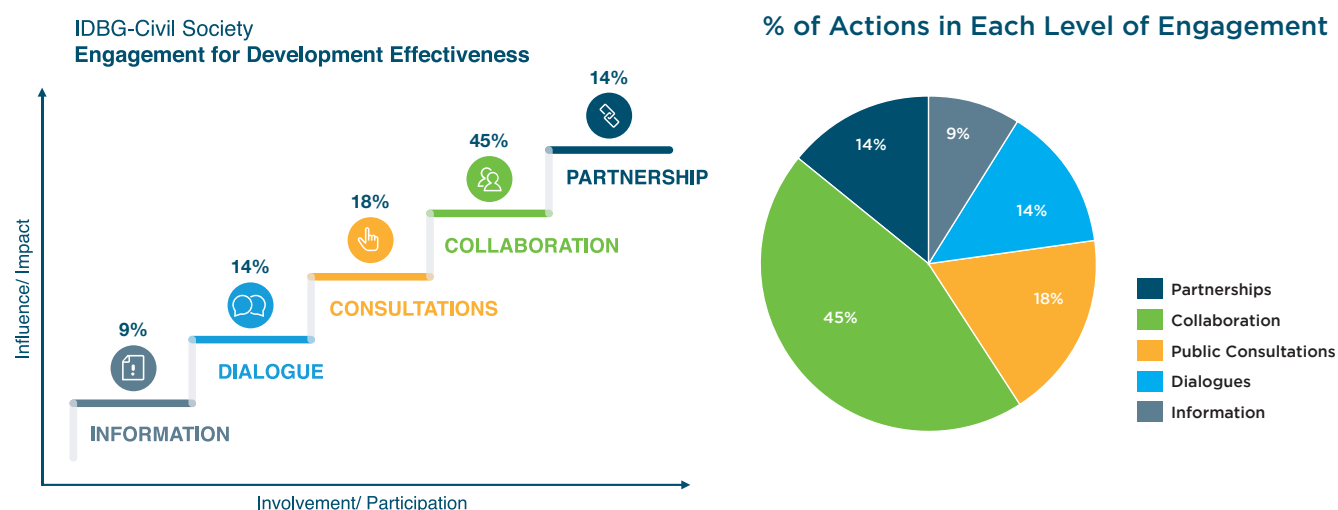 IDBG-Civil Society
Engagement for Development Effectiveness
14%
PARTNERSHIP
45%
COLLABORATION
18%
CONSULTATIONS
14%
DIALOGUE
9%
INFORMATION
Influence/ Impact
Involvement/ Participation
% of Actions in Each Level of Engagement
14%
9%
14%
18%
45%
Partnerships
Collaboration
Public Consultations
Dialogues
Information